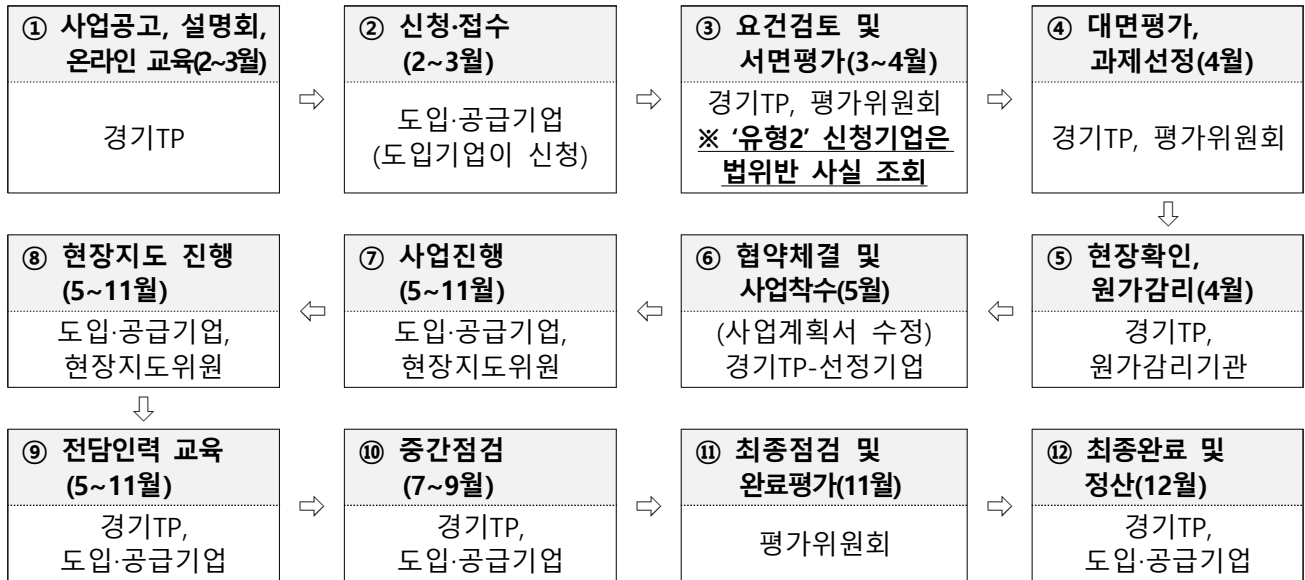 ① 사업공고, 설명회,
온라인 교육(2~3월)
경기TP
⇨
② 신청·접수
(2~3월)
도입·공급기업
(도입기업이 신청)
⇨
③ 요건검토 및
서면평가(3~4월)
경기TP, 평가위원회
※ ‘유형2’ 신청기업은
법위반 사실 조회
⇨
④ 대면평가,
과제선정(4월)
경기TP, 평가위원회
⇩
⑤ 현장확인,
원가감리(4월)
경기TP,
원가감리기관
⇦
⑥ 협약체결 및
사업착수(5월)
(사업계획서 수정)
경기TP-선정기업
⇦
⑦ 사업진행
(5~11월)
도입·공급기업,
현장지도위원
⇦
⑧ 현장지도 진행
(5~11월)
도입·공급기업,
현장지도위원
⇩
⑨ 전담인력 교육
(5~11월)
경기TP,
도입·공급기업
⇨
⑩ 중간점검
(7~9월)
경기TP,
도입·공급기업
⇨
⑪ 최종점검 및
완료평가(11월)
평가위원회
⇨
⑫ 최종완료 및
정산(12월)
경기TP,
도입·공급기업